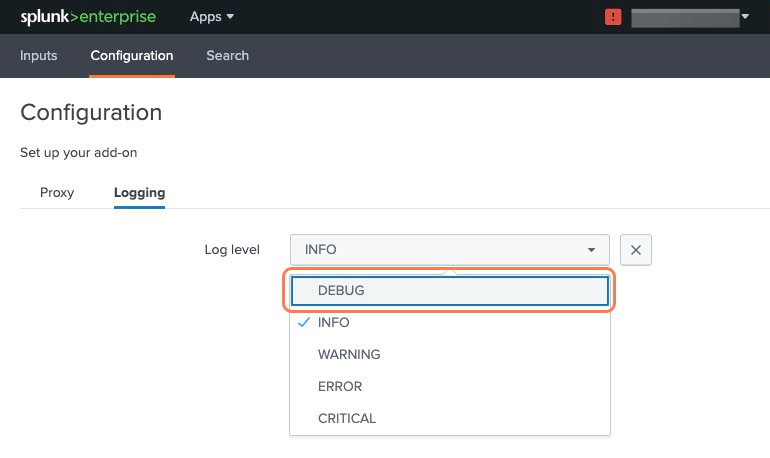 splunk>enterprise Apps
Inputs Configuration Search
Configuration
Set up your add-on
Proxy Logging
Log level INFO
DEBUG
INFO
WARNING
ERROR
CRITICAL